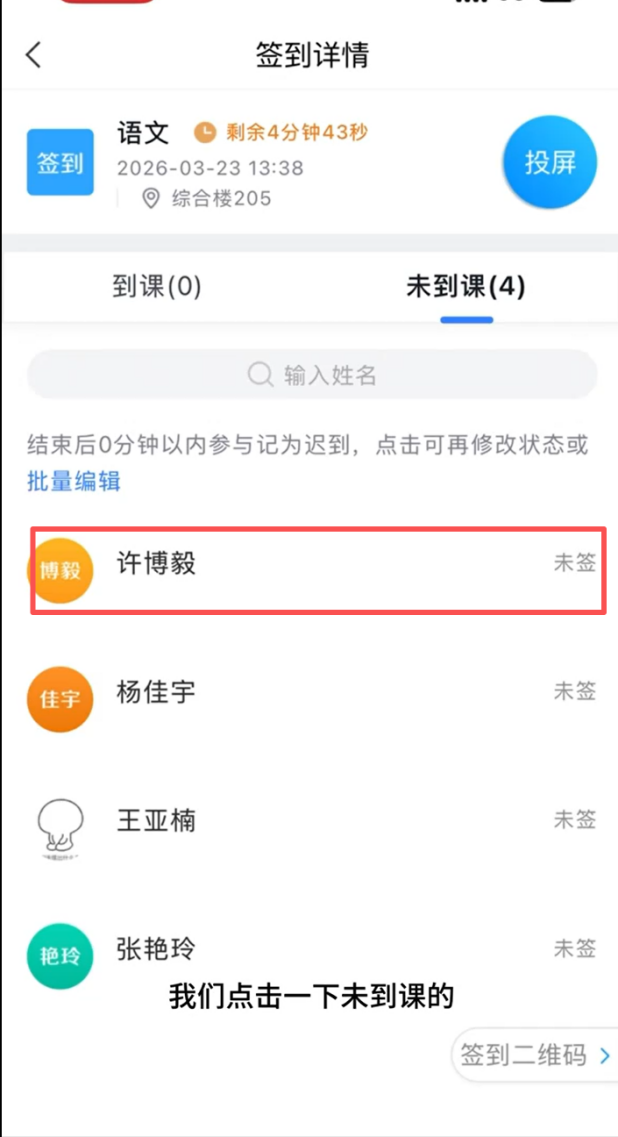 签到详情
签到
语文
剩余4分钟43秒
2026-03-23 13:38
综合楼205
投屏
到课(0)
未到课(4)
输入姓名
结束后0分钟以内参与记为迟到，点击可再修改状态或
批量编辑
博毅
许博毅
未签
佳宇
杨佳宇
未签
王亚楠
未签
艳玲
张艳玲
未签
我们点击一下未到课的
签到二维码